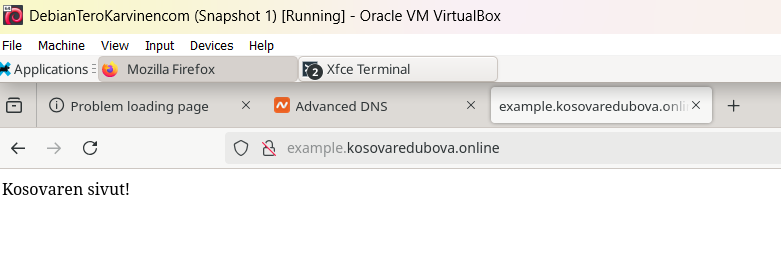 DebianTeroKarvinencom (Snapshot 1) [Running] - Oracle VM VirtualBox
File Machine View Input Devices Help
Applications Mozilla Firefox 2 Xfce Terminal
Problem loading page Advanced DNS example.kosovaredubova.onli
example.kosovaredubova.online
Kosovaren sivut!